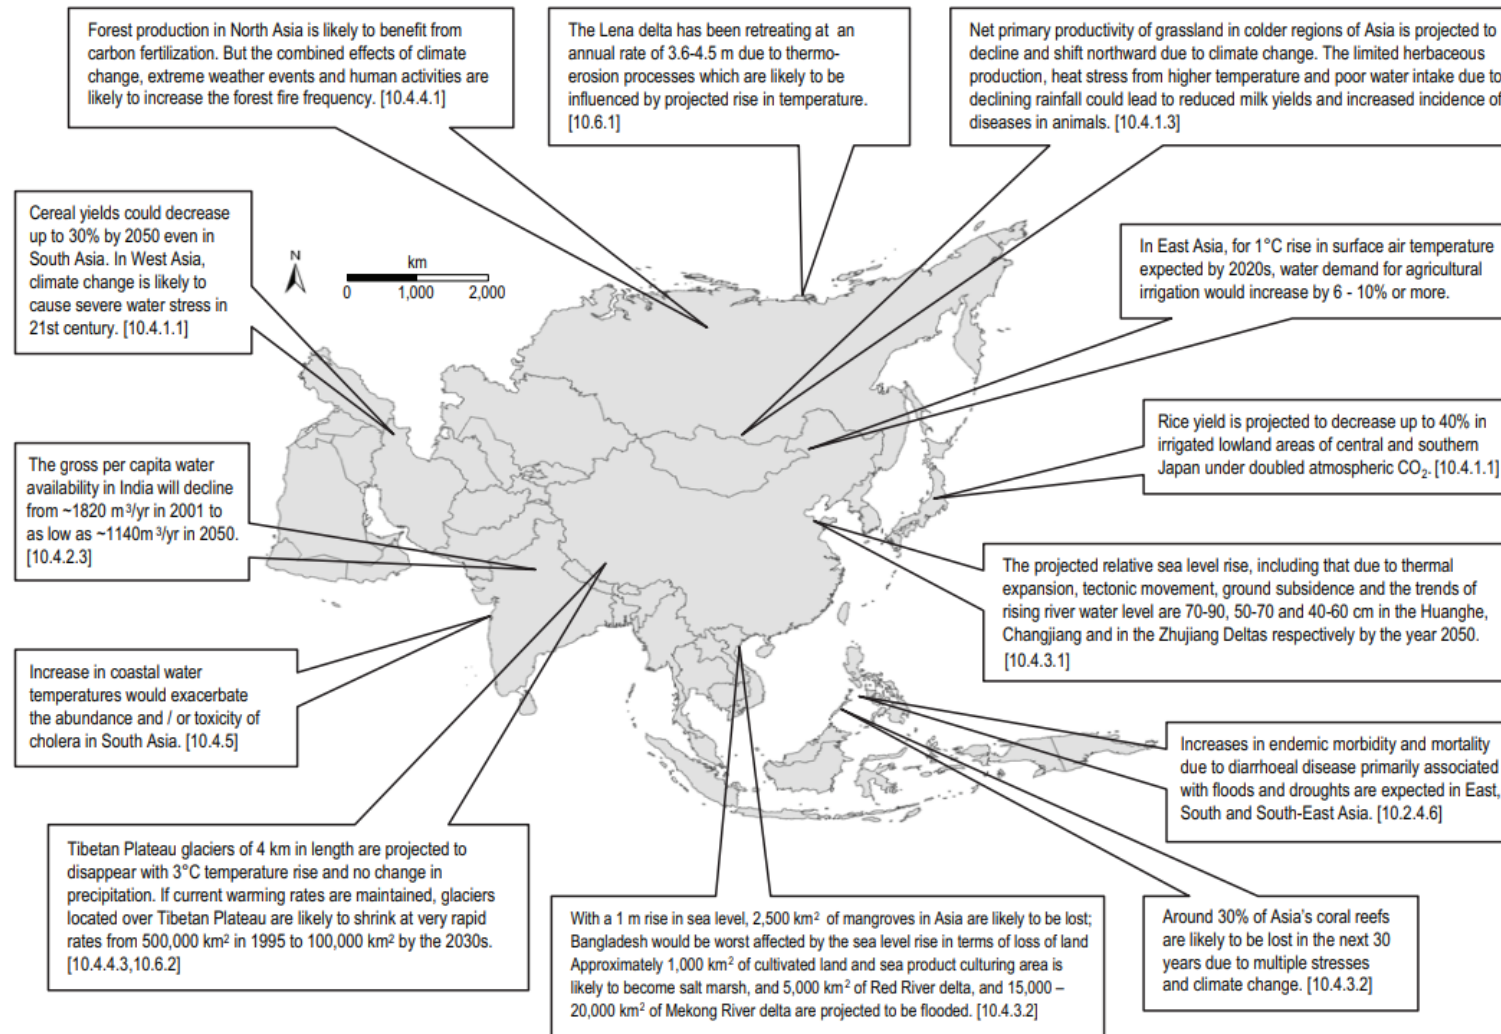 Forest production in North Asia is likely to benefit from
carbon fertilization. But the combined effects of climate
change, extreme weather events and human activities are
likely to increase the forest fire frequency. [10.4.4.1]
The Lena delta has been retreating at an
annual rate of 3.6-4.5 m due to thermo-
erosion processes which are likely to be
influenced by projected rise in temperature.
[10.6.1]
Net primary productivity of grassland in colder regions of Asia is projected to
decline and shift northward due to climate change. The limited herbaceous
production, heat stress from higher temperature and poor water intake due to
declining rainfall could lead to reduced milk yields and increased incidence of
diseases in animals. [10.4.1.3]
Cereal yields could decrease
up to 30% by 2050 even in
South Asia. In West Asia,
climate change is likely to
cause severe water stress in
21st century. [10.4.1.1]
N
km
0 1,000 2,000
In East Asia, for 1°C rise in surface air temperature
expected by 2020s, water demand for agricultural
irrigation would increase by 6 - 10% or more.
Rice yield is projected to decrease up to 40% in
irrigated lowland areas of central and southern
Japan under doubled atmospheric CO₂. [10.4.1.1]
The gross per capita water
availability in India will decline
from ~1820 m³/yr in 2001 to
as low as ~1140m³/yr in 2050.
[10.4.2.3]
The projected relative sea level rise, including that due to thermal
expansion, tectonic movement, ground subsidence and the trends of
rising river water level are 70-90, 50-70 and 40-60 cm in the Huanghe,
Changjiang and in the Zhujiang Deltas respectively by the year 2050.
[10.4.3.1]
Increase in coastal water
temperatures would exacerbate
the abundance and / or toxicity of
cholera in South Asia. [10.4.5]
Increases in endemic morbidity and mortality
due to diarrhoeal disease primarily associated
with floods and droughts are expected in East,
South and South-East Asia. [10.2.4.6]
Tibetan Plateau glaciers of 4 km in length are projected to
disappear with 3°C temperature rise and no change in
precipitation. If current warming rates are maintained, glaciers
located over Tibetan Plateau are likely to shrink at very rapid
rates from 500,000 km² in 1995 to 100,000 km² by the 2030s.
[10.4.4.3,10.6.2]
With a 1 m rise in sea level, 2,500 km² of mangroves in Asia are likely to be lost;
Bangladesh would be worst affected by the sea level rise in terms of loss of land
Approximately 1,000 km² of cultivated land and sea product culturing area is
likely to become salt marsh, and 5,000 km² of Red River delta, and 15,000 –
20,000 km² of Mekong River delta are projected to be flooded. [10.4.3.2]
Around 30% of Asia's coral reefs
are likely to be lost in the next 30
years due to multiple stresses
and climate change. [10.4.3.2]